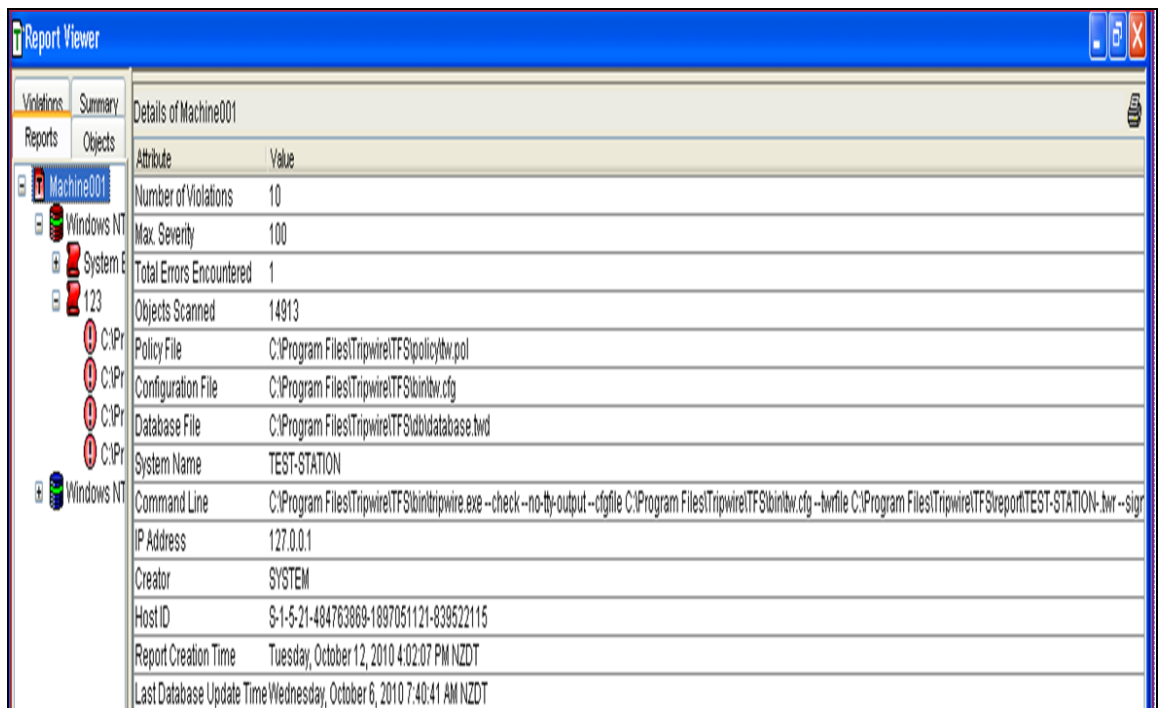 Report Viewer
Violations Summary
Reports Objects
Machine001
Windows NT
System E
123
C:\Pr
C:\Pr
C:\Pr
C:\Pr
Windows NT
Details of Machine001
Attribute Value
Number of Violations 10
Max. Severity 100
Total Errors Encountered 1
Objects Scanned 14913
Policy File C:\Program Files\Tripwire\TFS\policy\tw.pol
Configuration File C:\Program Files\Tripwire\TFS\bin\tw.cfg
Database File C:\Program Files\Tripwire\TFS\db\database.twd
System Name TEST-STATION
Command Line C:\Program Files\Tripwire\TFS\bin\tripwire.exe --check --no-tty-output --cfgfile C:\Program Files\Tripwire\TFS\bin\tw.cfg --twrfile C:\Program Files\Tripwire\TFS\report\TEST-STATION-.twr --sigr
IP Address 127.0.0.1
Creator SYSTEM
Host ID S-1-5-21-484763869-1897051121-839522115
Report Creation Time Tuesday, October 12, 2010 4:02:07 PM NZDT
Last Database Update Time Wednesday, October 6, 2010 7:40:41 AM NZDT